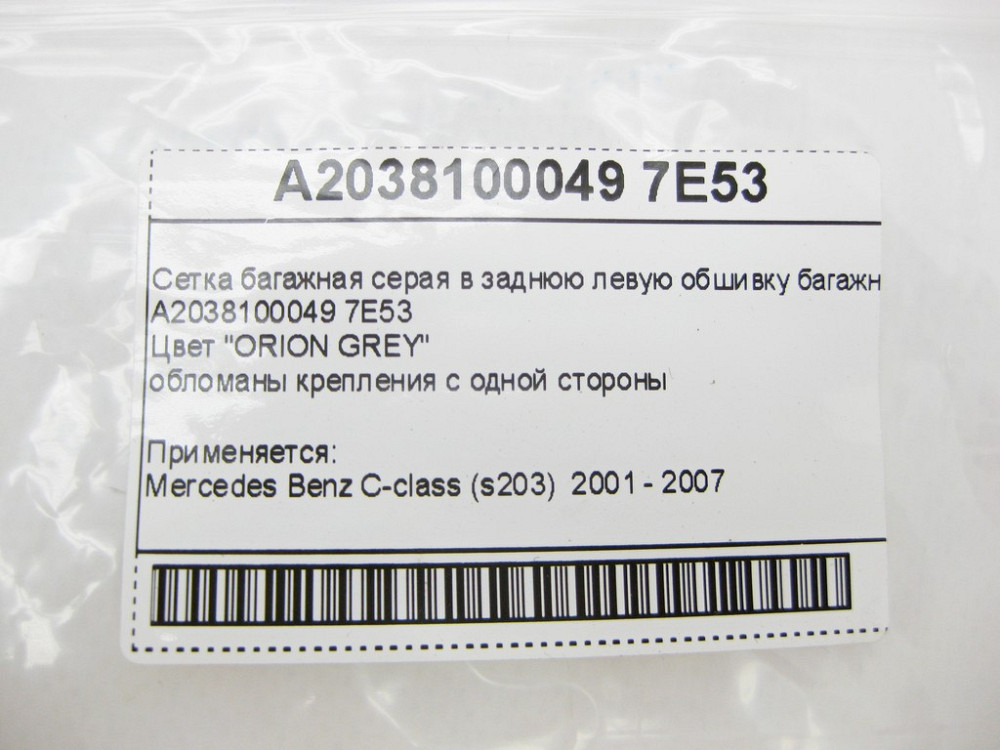 A2038100049 7E53
Сетка багажная серая в заднюю левую обшивку багажн
A2038100049 7E53
Цвет "ORION GREY"
обломаны крепления с одной стороны
Применяется:
Mercedes Benz C-class (s203) 2001 - 2007